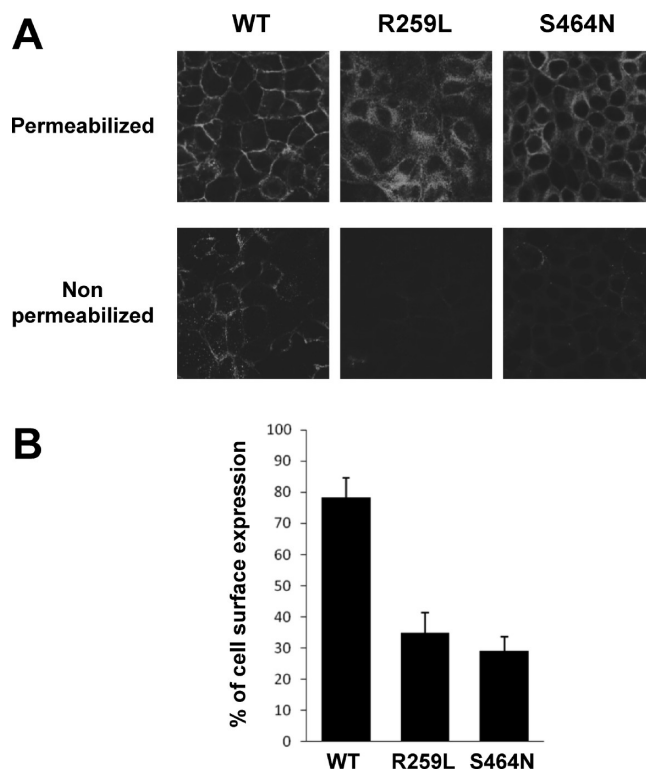 A
WT R259L S464N
Permeabilized
Non
permeabilized
B
% of cell surface expression
100
90
80
70
60
50
40
30
20
10
0
WT R259L S464N